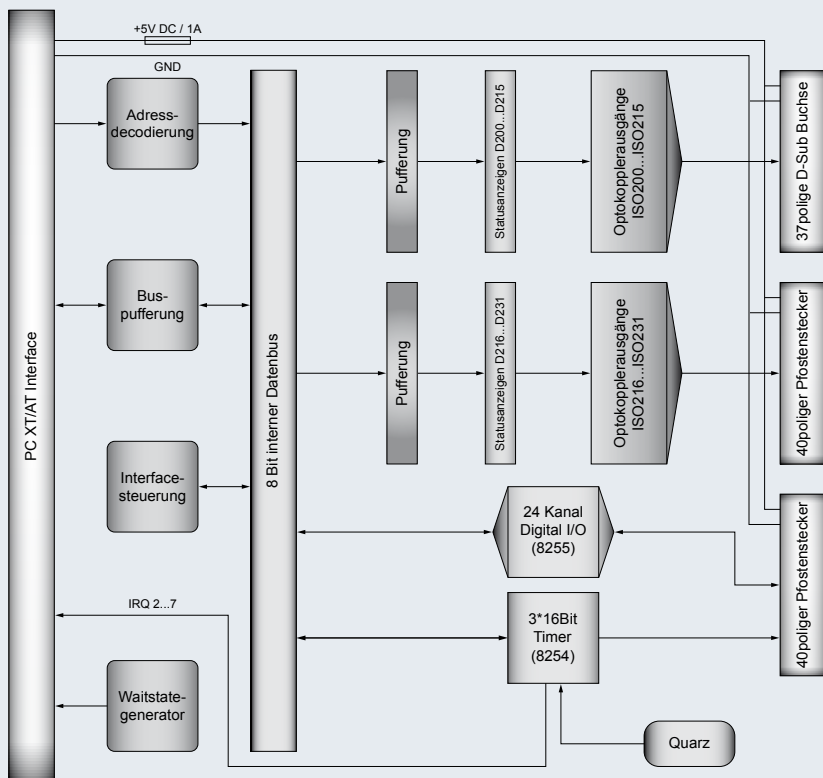 +5V DC / 1A
GND
PC XT/AT Interface
Adress-
decodierung
Bus-
pufferung
Interface-
steuerung
IRQ 2...7
Waitstate-
generator
8 Bit interner Datenbus
Pufferung
Statusanzeigen D200...D215
Optokopplerausgänge
ISO200...ISO215
37polige D-Sub Buchse
Pufferung
Statusanzeigen D216...D231
Optokopplerausgänge
ISO216...ISO231
40poliger Pfostenstecker
24 Kanal
Digital I/O
(8255)
3*16Bit
Timer
(8254)
40poliger Pfostenstecker
Quarz